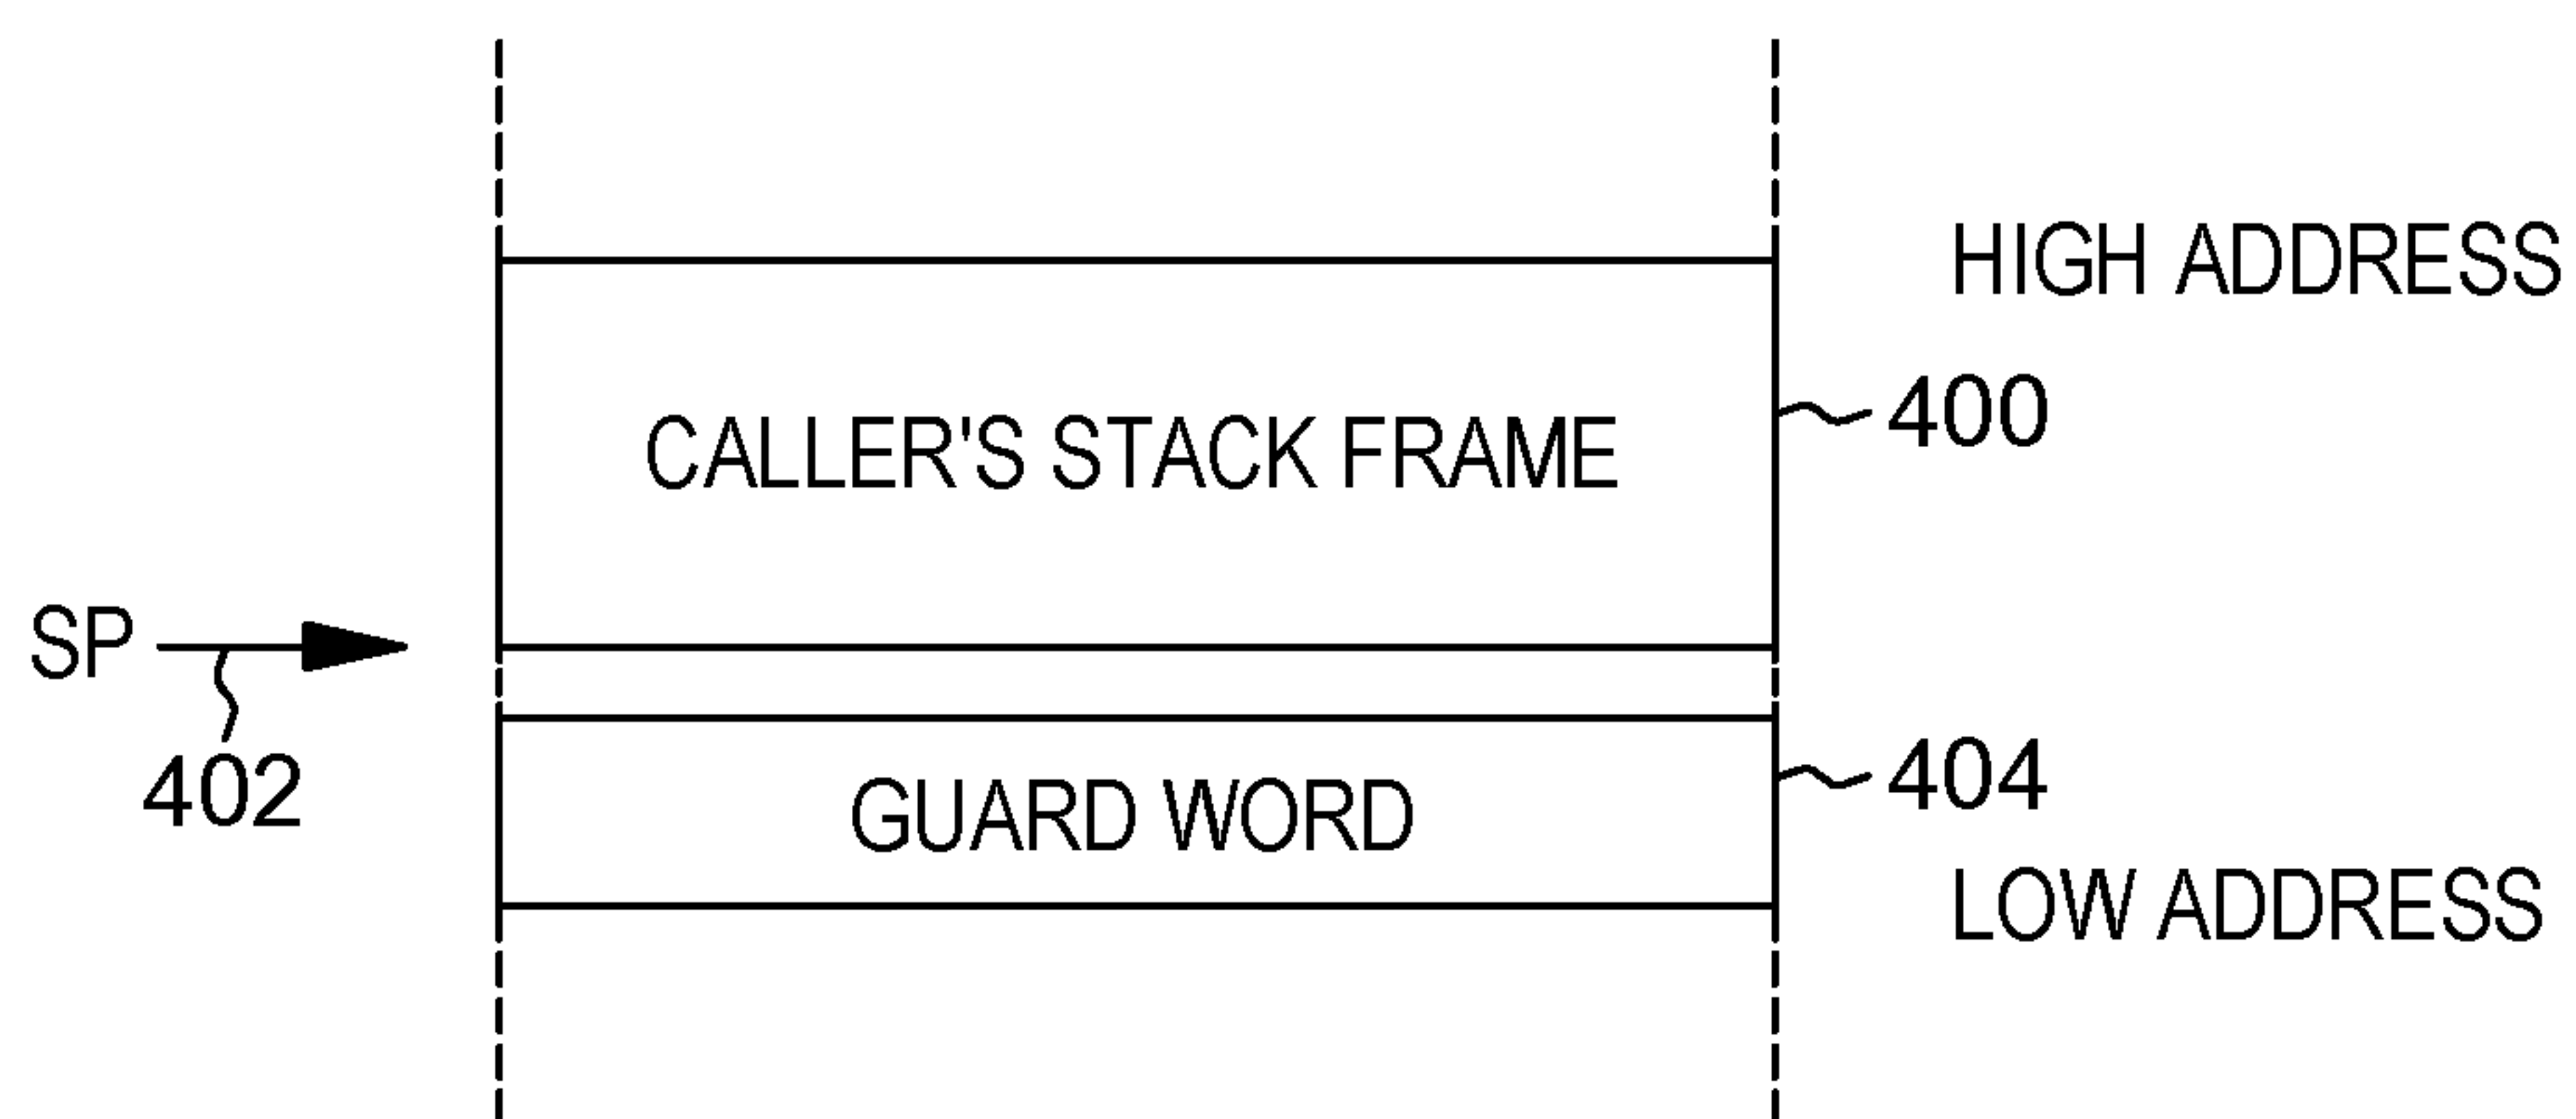 HIGH ADDRESS
400
CALLER'S STACK FRAME
SP
402
404
GUARD WORD
LOW ADDRESS